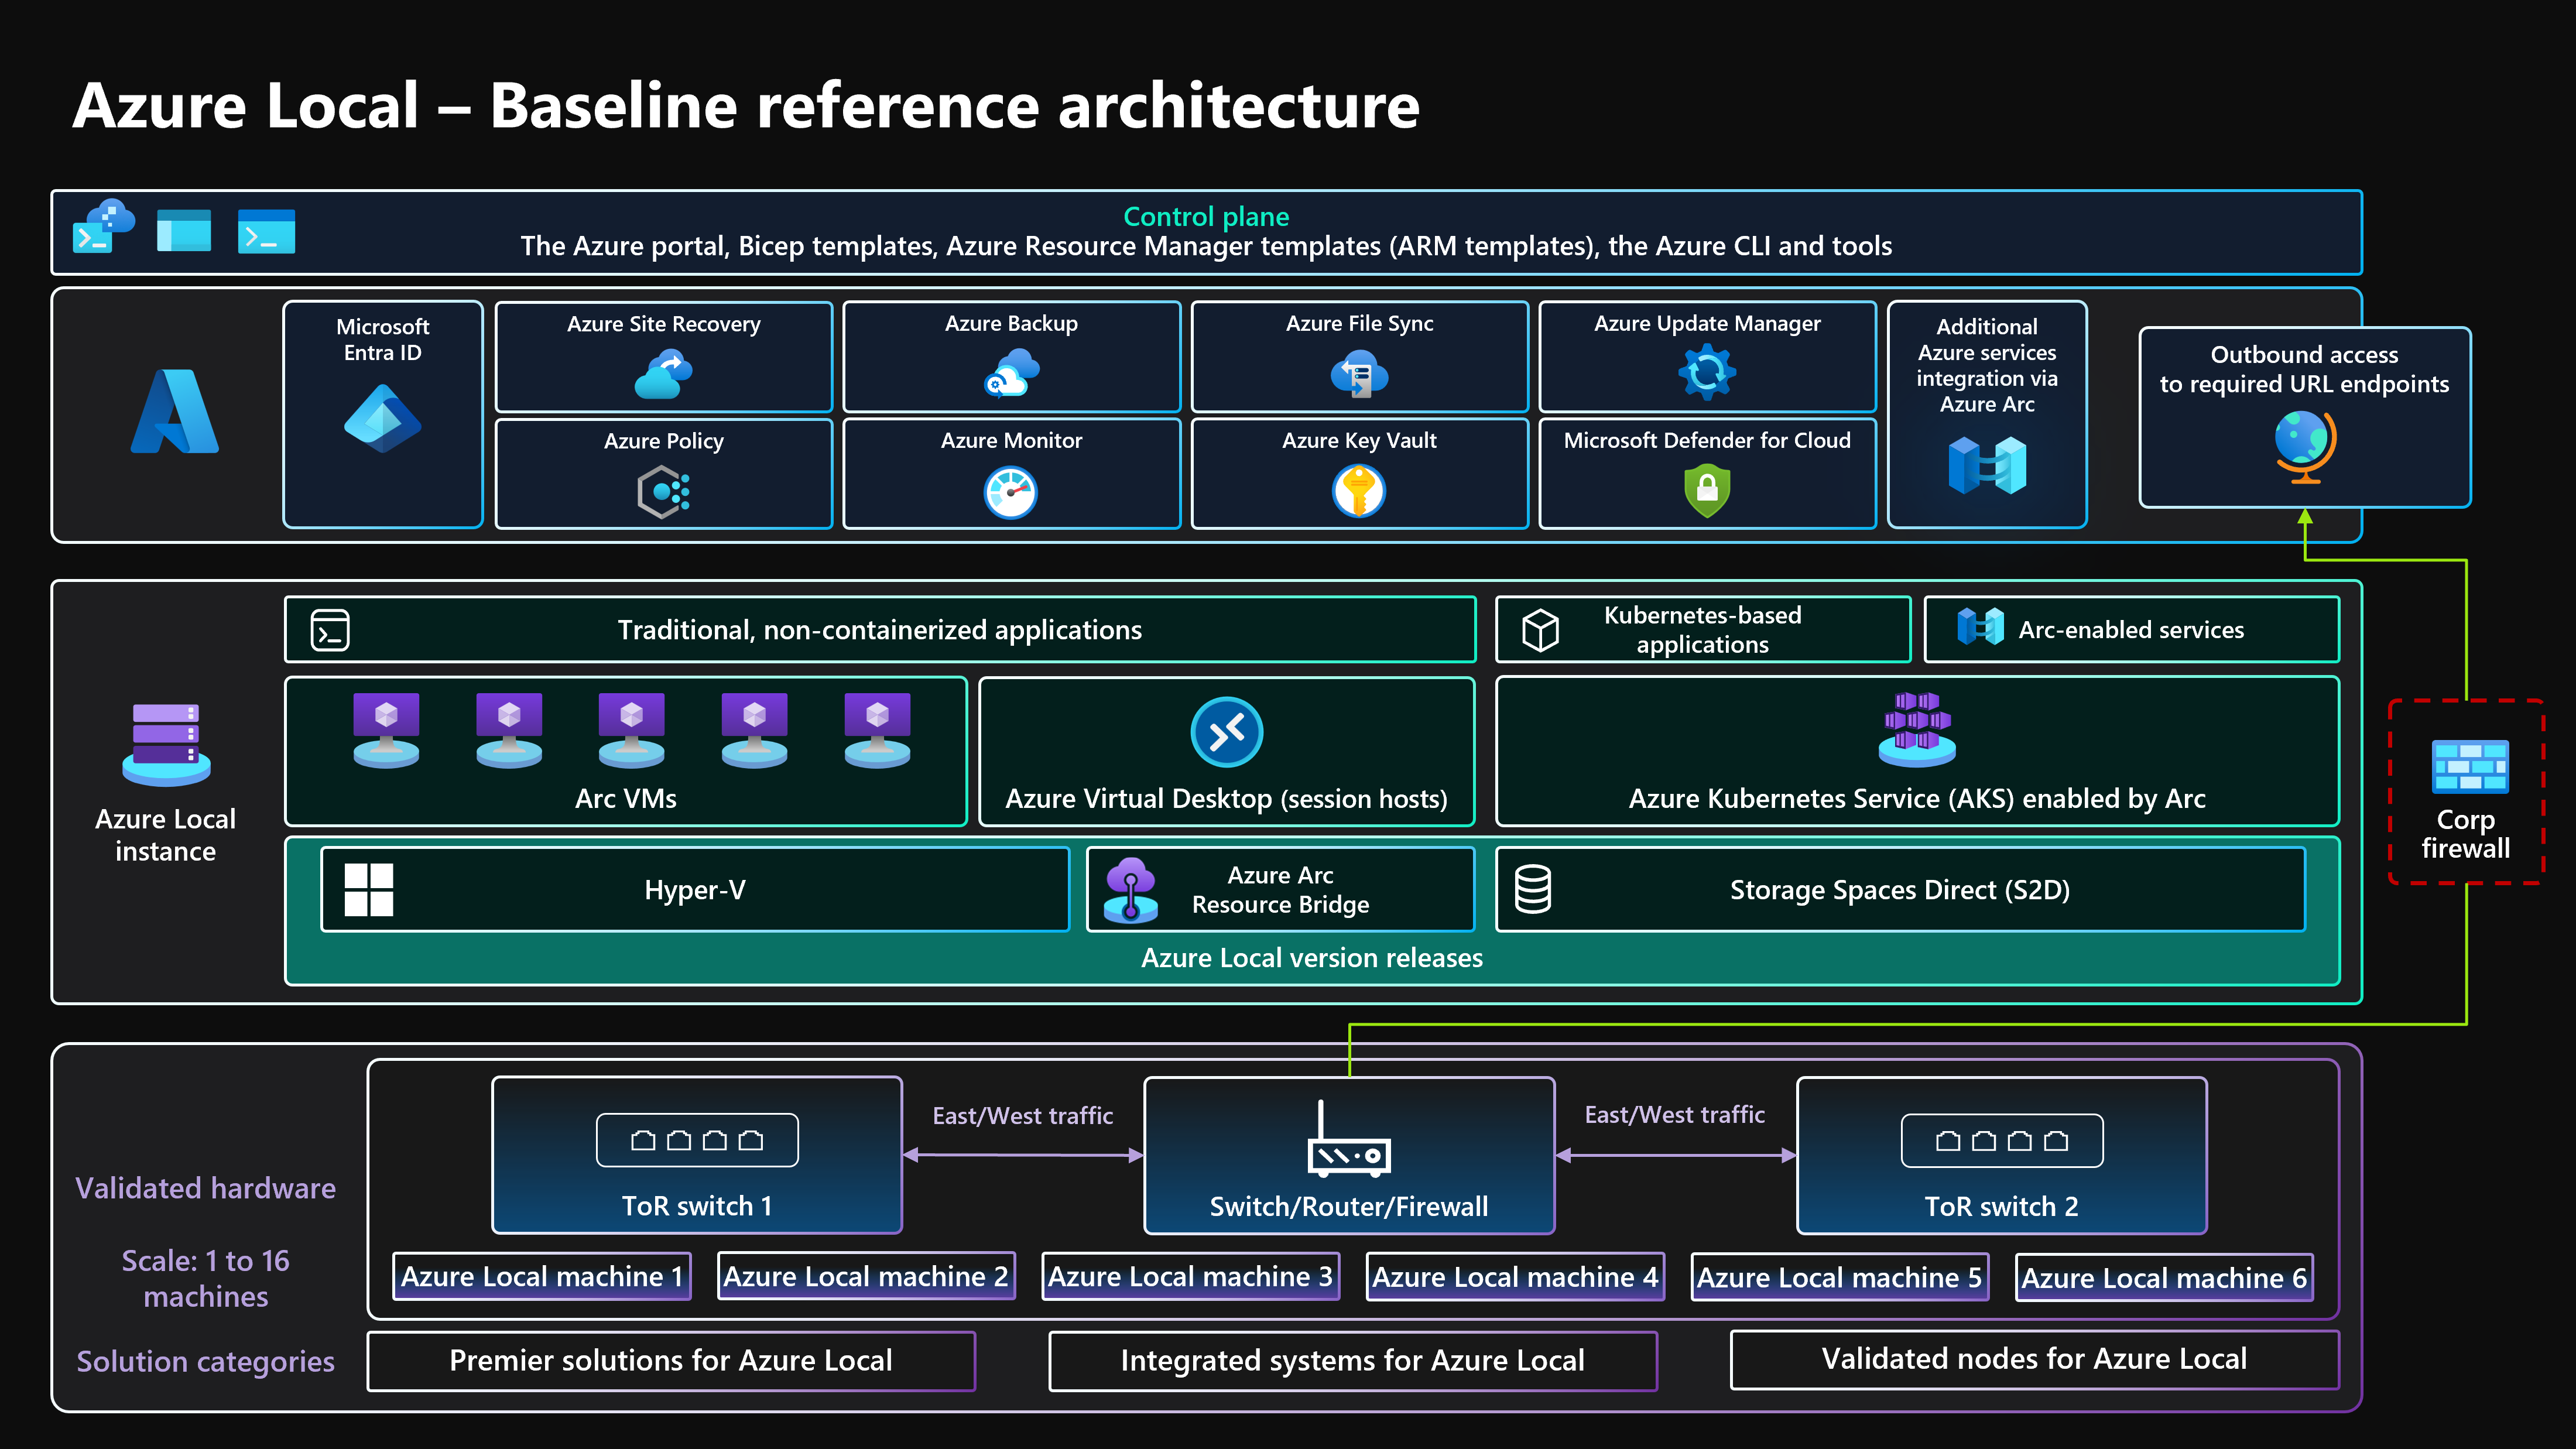 Azure Local – Baseline reference architecture
Control plane
The Azure portal, Bicep templates, Azure Resource Manager templates (ARM templates), the Azure CLI and tools
Microsoft
Entra ID
Azure Site Recovery
Azure Backup
Azure File Sync
Azure Update Manager
Azure Policy
Azure Monitor
Azure Key Vault
Microsoft Defender for Cloud
Additional
Azure services
integration via
Azure Arc
Outbound access
to required URL endpoints
Azure Local
instance
Traditional, non-containerized applications
Kubernetes-based
applications
Arc-enabled services
Arc VMs
Azure Virtual Desktop (session hosts)
Azure Kubernetes Service (AKS) enabled by Arc
Hyper-V
Azure Arc
Resource Bridge
Storage Spaces Direct (S2D)
Azure Local version releases
Corp
firewall
Validated hardware
ToR switch 1
East/West traffic
Switch/Router/Firewall
East/West traffic
ToR switch 2
Scale: 1 to 16
machines
Azure Local machine 1
Azure Local machine 2
Azure Local machine 3
Azure Local machine 4
Azure Local machine 5
Azure Local machine 6
Solution categories
Premier solutions for Azure Local
Integrated systems for Azure Local
Validated nodes for Azure Local